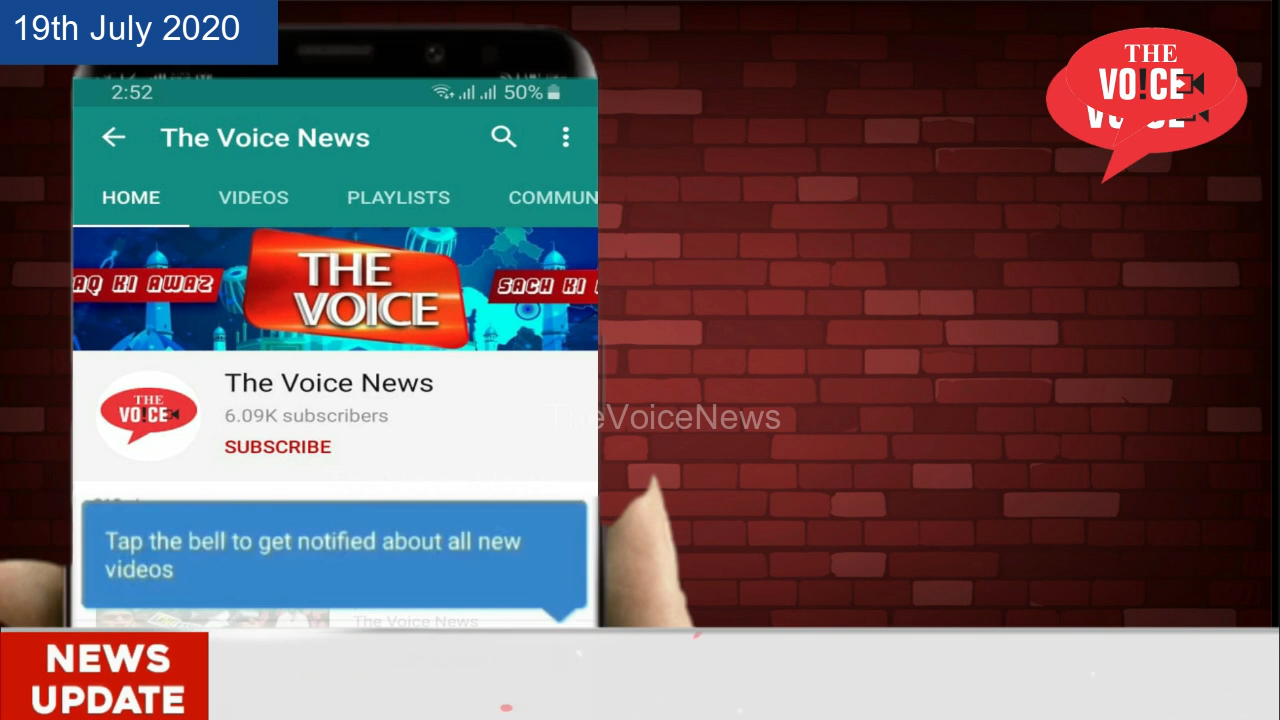 19th July 2020
THE
VO!CE
2:52
50%
The Voice News
HOME VIDEOS PLAYLISTS COMMUN
AQ KI AWAZ
THE
VOICE
SACH KI
The Voice News
THE
VO!CE
6.09K subscribers
SUBSCRIBE
TheVoiceNews
Tap the bell to get notified about all new
videos
The Voice News
NEWS
UPDATE